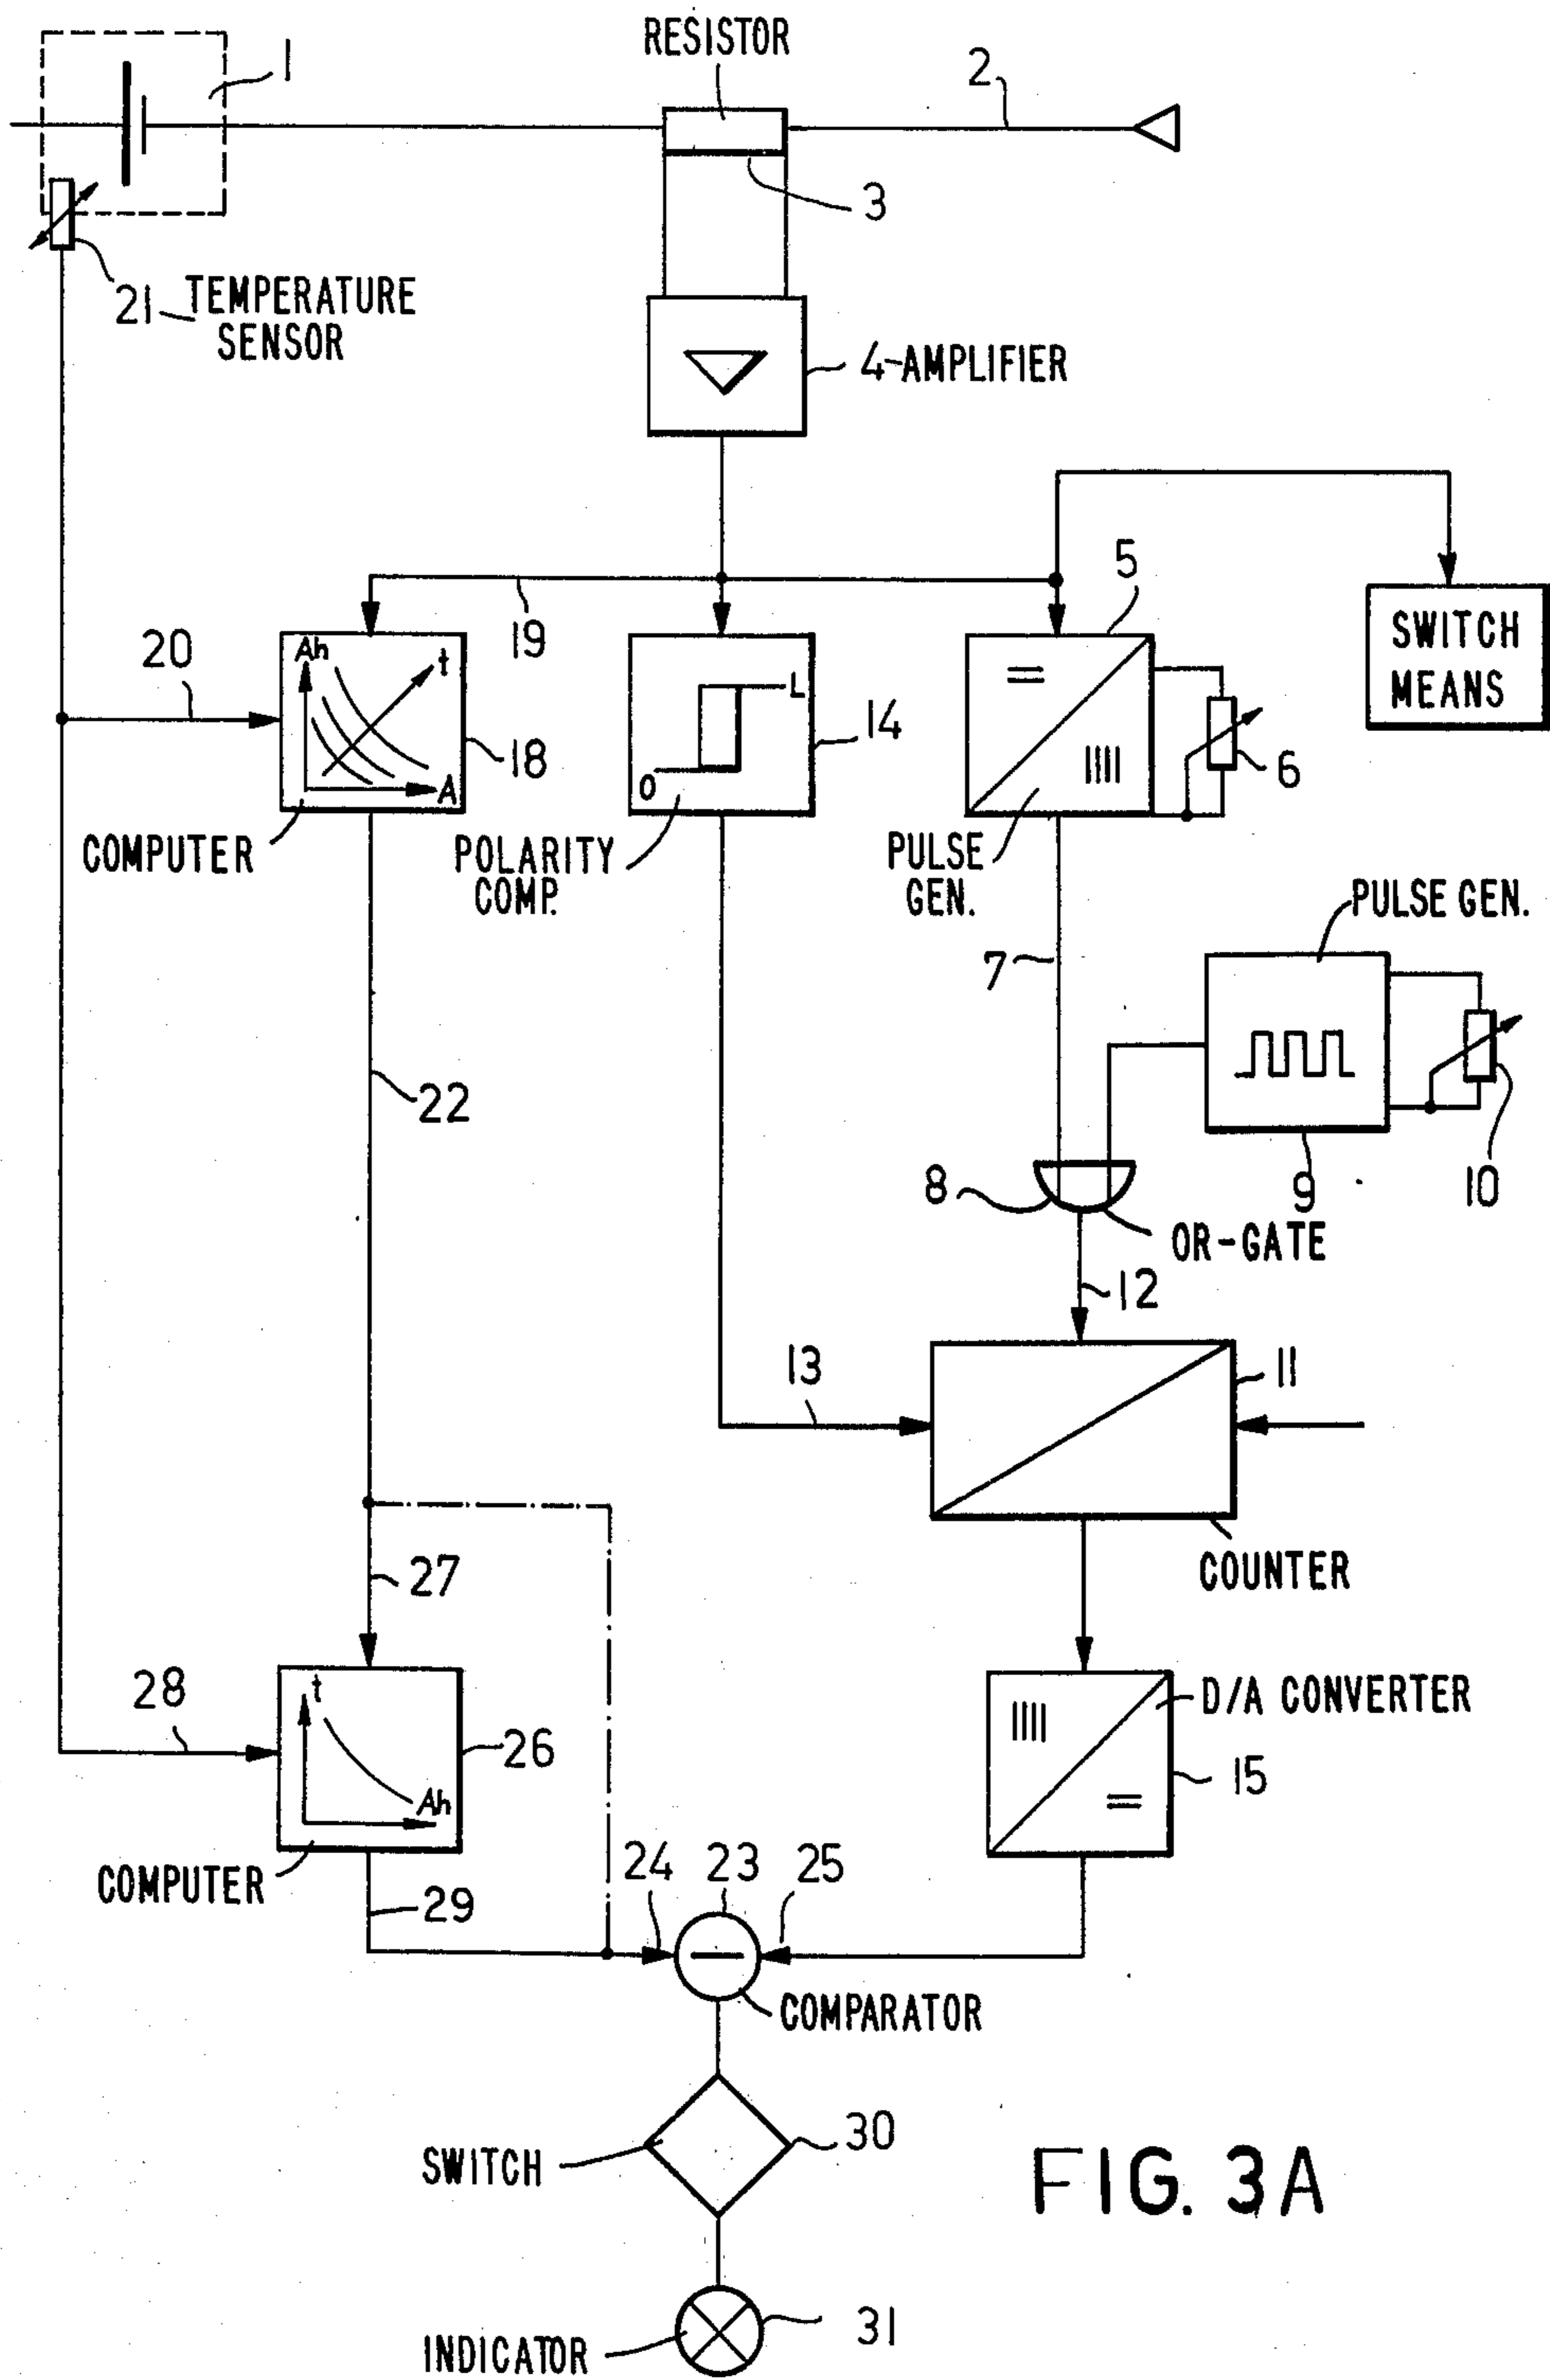 RESISTOR
1
2
3
21 TEMPERATURE
SENSOR
4-AMPLIFIER
5
19
SWITCH
MEANS
20
Ah
t
A
18
L
0
14
6
COMPUTER
POLARITY
COMP.
PULSE
GEN.
PULSE GEN.
7
22
8
9
10
OR-GATE
12
13
11
27
COUNTER
28
t
Ah
26
D/A CONVERTER
15
COMPUTER
24
23
25
29
COMPARATOR
30
SWITCH
FIG. 3A
31
INDICATOR